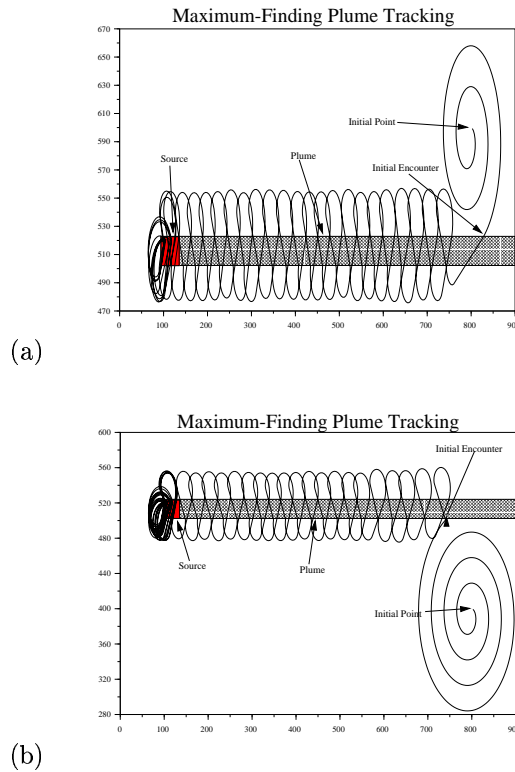 Maximum-Finding Plume Tracking
670
650
630
610
590
570
550
530
510
490
470
Initial Point
Source
Plume
Initial Encounter
0 100 200 300 400 500 600 700 800 900
(a)
Maximum-Finding Plume Tracking
600
560
520
480
440
400
360
320
280
Initial Encounter
Source
Plume
Initial Point
0 100 200 300 400 500 600 700 800 900
(b)